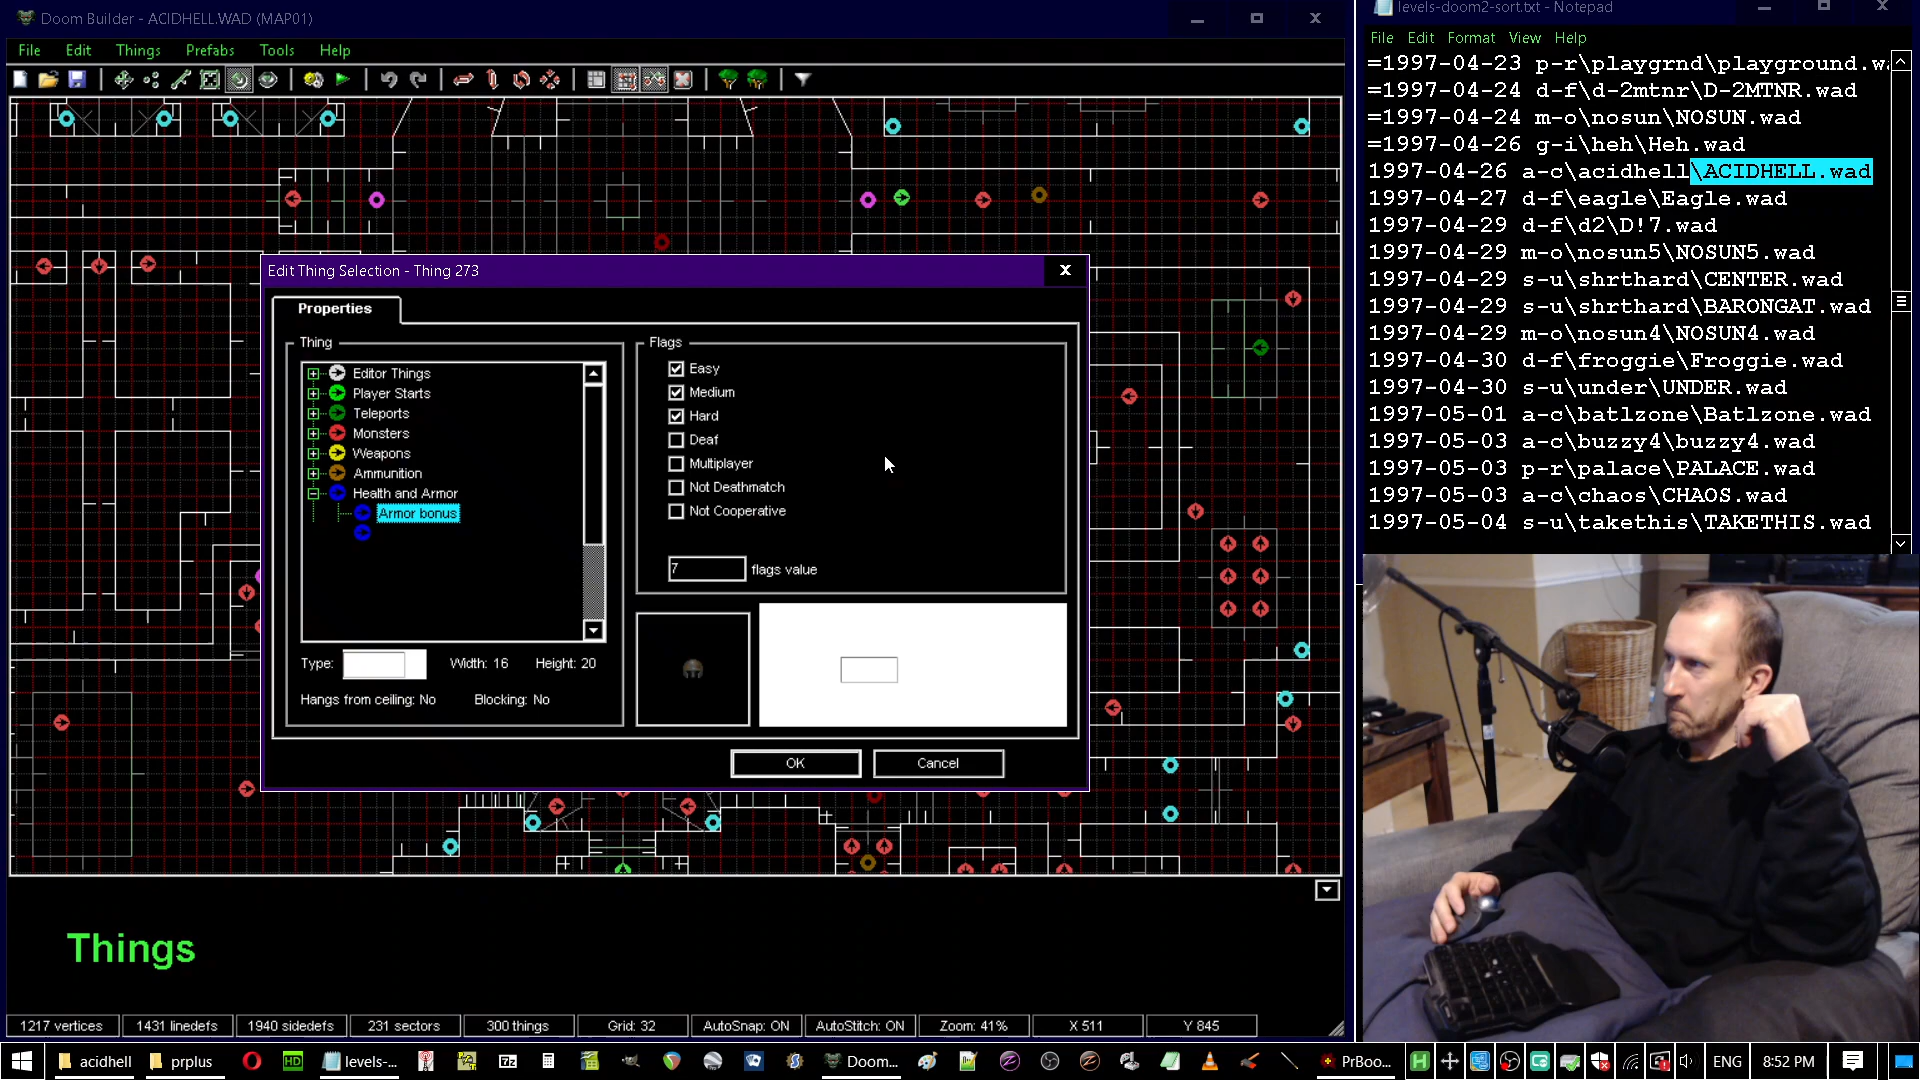 Doom Builder - ACIDHELL.WAD (MAP01)
File Edit Things Prefabs Tools Help
Edit Thing Selection - Thing 273
Properties
Thing
Editor Things
Player Starts
Teleports
Monsters
Weapons
Ammunition
Health and Armor
Armor bonus
Type: Width: 16 Height: 20
Hangs from ceiling: No Blocking: No
Flags
Easy
Medium
Hard
Deaf
Multiplayer
Not Deathmatch
Not Cooperative
7 flags value
OK Cancel
Things
1217 vertices 1431 linedefs 1940 sidedefs 231 sectors 300 things Grid: 32 AutoSnap: ON AutoStitch: ON Zoom: 41% X 511 Y 845
levels-doom2-sort.txt - Notepad
File Edit Format View Help
=1997-04-23 p-r\playgrnd\playground.wa
=1997-04-24 d-f\d-2mtnr\D-2MTNR.wad
=1997-04-24 m-o\nosun\NOSUN.wad
=1997-04-26 g-i\heh\Heh.wad
1997-04-26 a-c\acidhell\ACIDHELL.wad
1997-04-27 d-f\eagle\Eagle.wad
1997-04-29 d-f\d2\D!7.wad
1997-04-29 m-o\nosun5\NOSUN5.wad
1997-04-29 s-u\shrthard\CENTER.wad
1997-04-29 s-u\shrthard\BARONGAT.wad
1997-04-29 m-o\nosun4\NOSUN4.wad
1997-04-30 d-f\froggie\Froggie.wad
1997-04-30 s-u\under\UNDER.wad
1997-05-01 a-c\batlzone\Batlzone.wad
1997-05-03 a-c\buzzy4\buzzy4.wad
1997-05-03 p-r\palace\PALACE.wad
1997-05-03 a-c\chaos\CHAOS.wad
1997-05-04 s-u\takethis\TAKETHIS.wad
acidhell prplus HD levels-... 7z Doom... PrBoo... ENG 8:52 PM